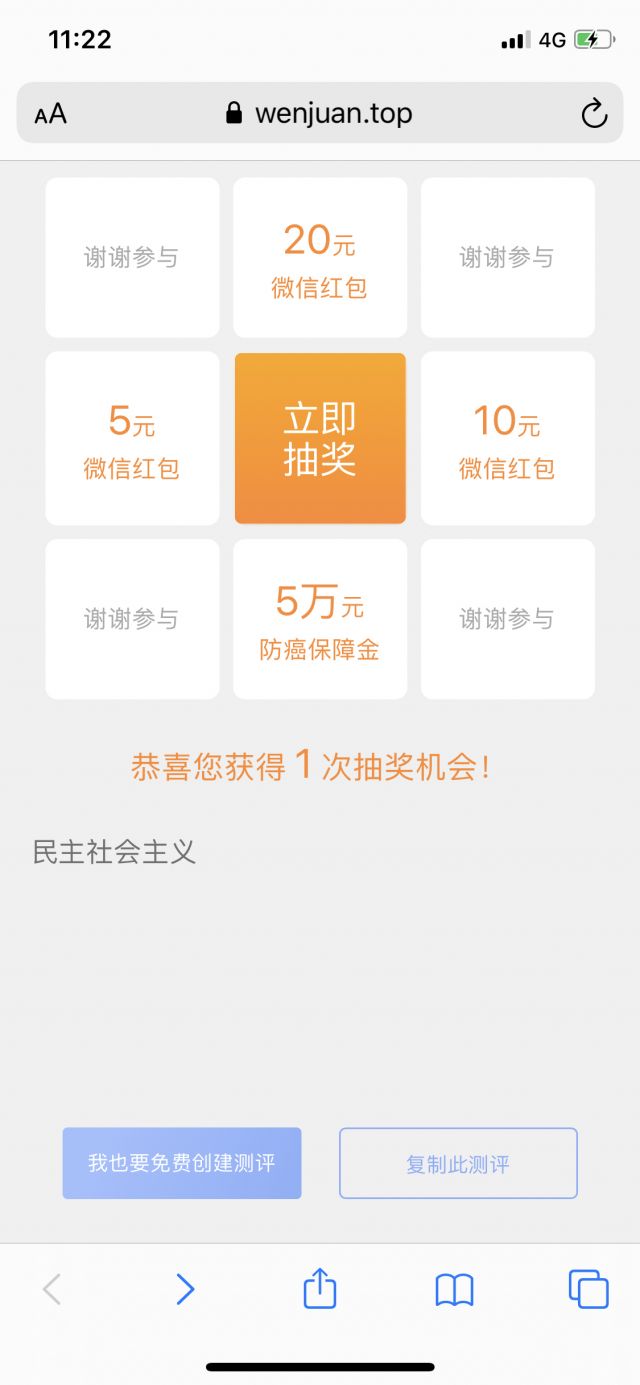 11:22
4G
AA
wenjuan.top
谢谢参与
20元
微信红包
谢谢参与
5元
微信红包
立即
抽奖
10元
微信红包
谢谢参与
5万元
防癌保障金
谢谢参与
恭喜您获得 1 次抽奖机会!
民主社会主义
我也要免费创建测评
复制此测评